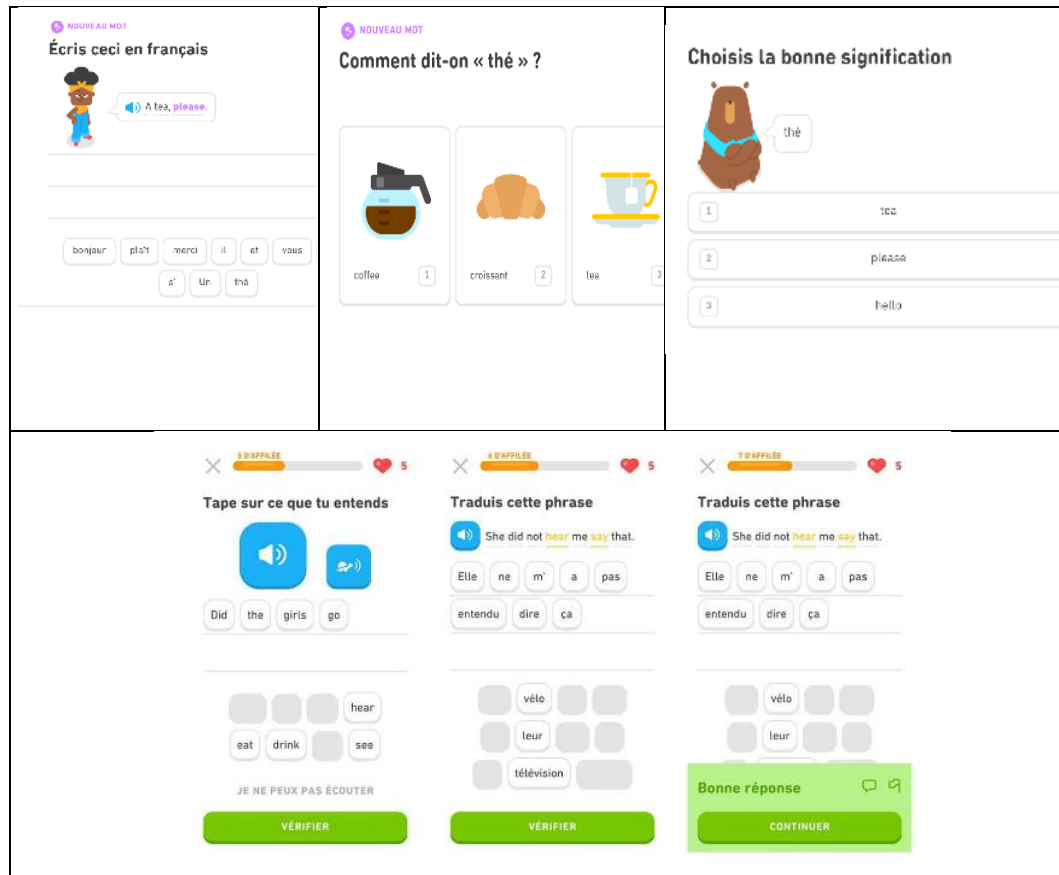 NOUVEAU MOT
Écris ceci en français
A tea, please.
bonjour plaît merci il et vous
s' Un thé
NOUVEAU MOT
Comment dit-on « thé » ?
coffee 1 croissant 2 tea 3
Choisis la bonne signification
thé
1 tea
2 please
3 hello
5 D'AFFILÉE
5
Tape sur ce que tu entends
Did the girls go
hear
eat drink see
JE NE PEUX PAS ÉCOUTER
VÉRIFIER
6 D'AFFILÉE
5
Traduis cette phrase
She did not hear me say that.
Elle ne m' a pas
entendu dire ça
vélo
leur
télévision
VÉRIFIER
7 D'AFFILÉE
5
Traduis cette phrase
She did not hear me say that.
Elle ne m' a pas
entendu dire ça
vélo
leur
Bonne réponse
CONTINUER